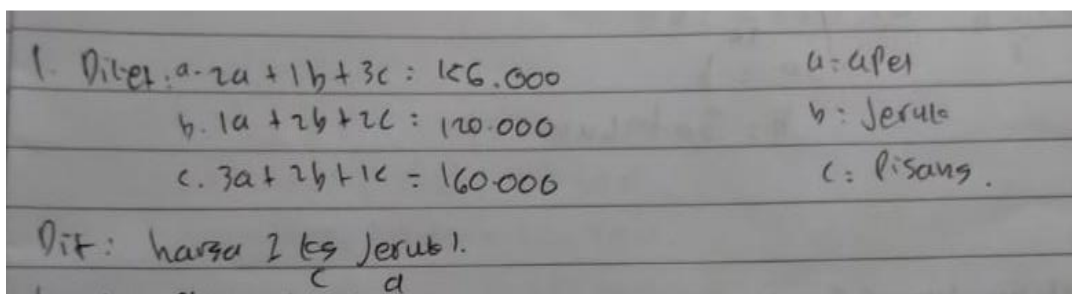 1. Diket: a. 2a + 1b + 3c = 156.000 a: apel
b. 1a + 2b + 2c = 120.000 b: Jeruk
c. 3a + 2b + 1c = 160.000 c: Pisang.
Dit: harga 2 kg Jeruk!
c a